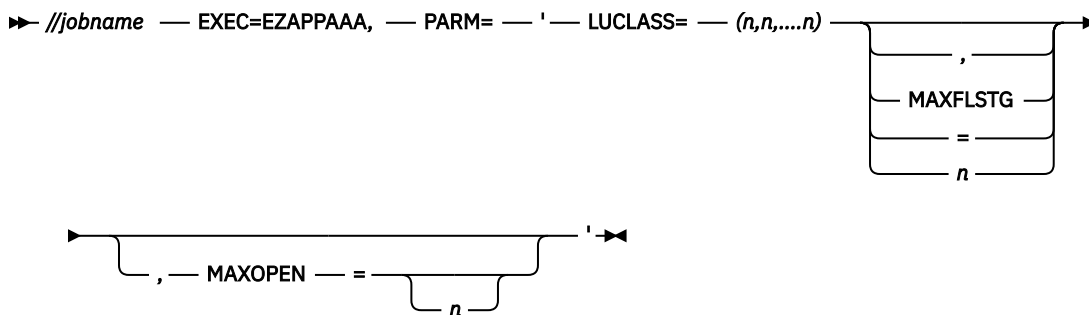 //jobname EXEC=EZAPPAAA, PARM= ' LUCLASS= (n,n,....n)
,
MAXFLSTG
=
n
'
, MAXOPEN =
n